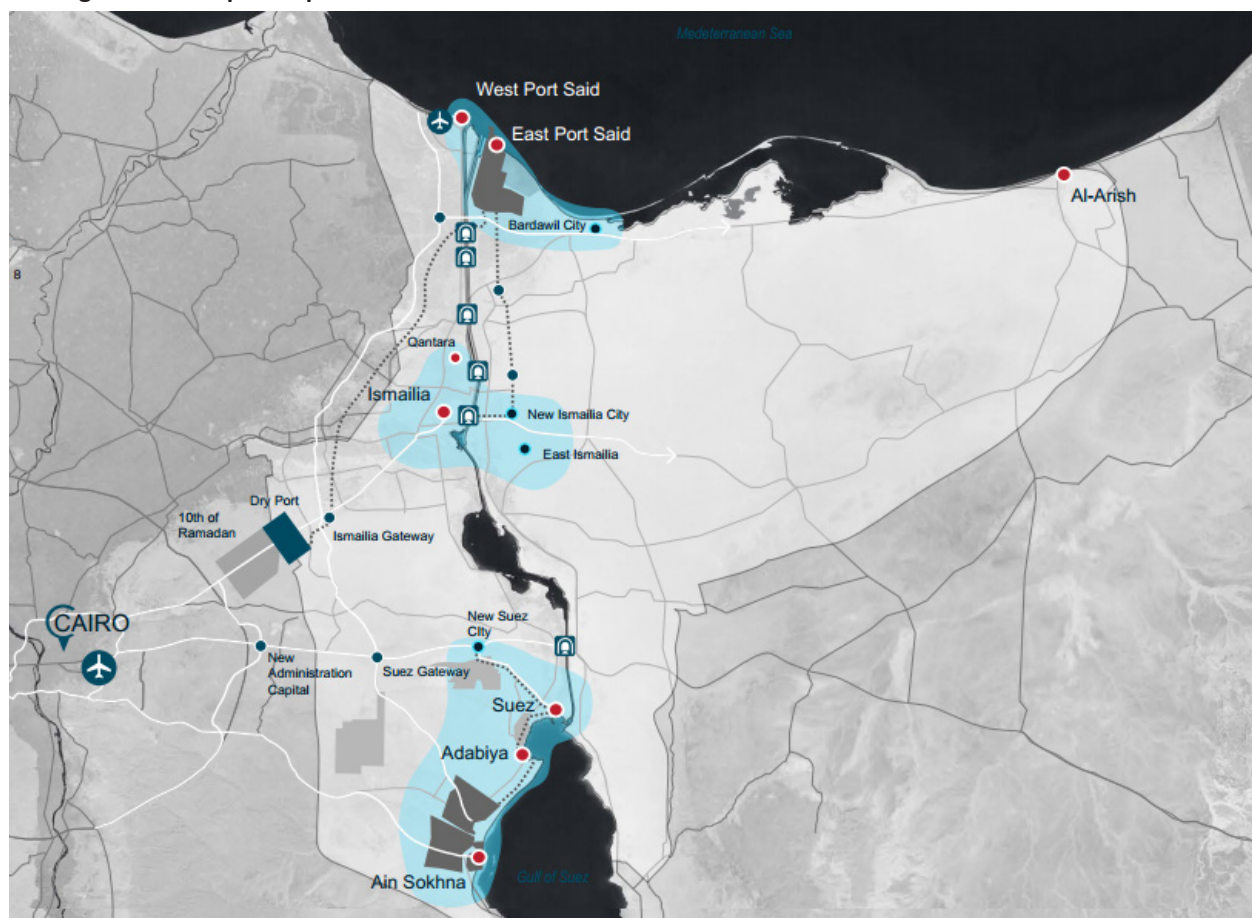 Mediterranean Sea
West Port Said
East Port Said
Al-Arish
Bardawil City
8
Qantara
Ismailia
New Ismailia City
East Ismailia
Dry Port
10th of
Ramadan
Ismailia Gateway
CAIRO
New Suez
CIty
New
Administration
Capital
Suez Gateway
Suez
Adabiya
Ain Sokhna
Gulf of Suez